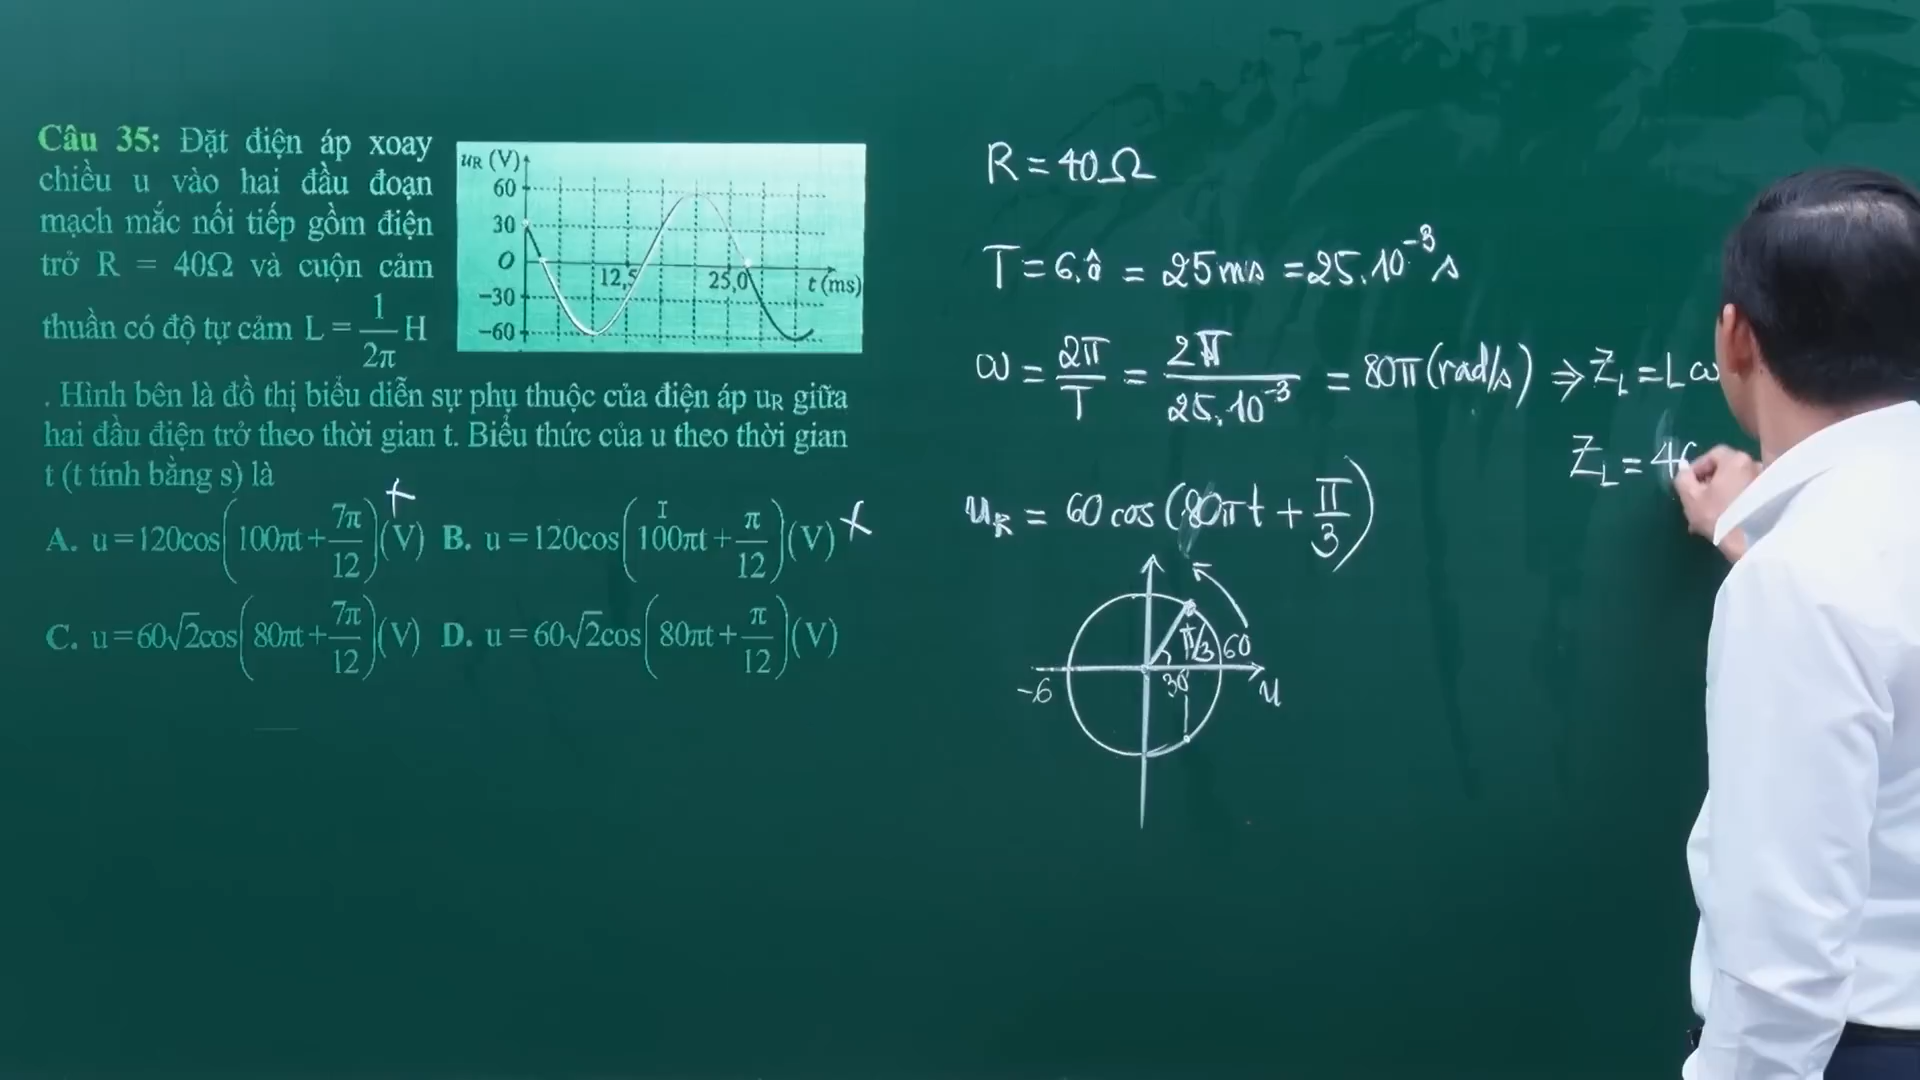 Câu 35: Đặt điện áp xoay
chiều u vào hai đầu đoạn
mạch mắc nối tiếp gồm điện
trở R = 40Ω và cuộn cảm
thuần có độ tự cảm L = 1/2π H
. Hình bên là đồ thị biểu diễn sự phụ thuộc của điện áp uR giữa
hai đầu điện trở theo thời gian t. Biểu thức của u theo thời gian
t (t tính bằng s) là
A. u = 120cos(100πt + 7π/12)(V) B. u = 120cos(100πt + π/12)(V)
C. u = 60√2cos(80πt + 7π/12)(V) D. u = 60√2cos(80πt + π/12)(V)
uR (V)
60
30
O
12,5
25,0
t (ms)
−30
−60
R = 40Ω
T = 6.ô = 25ms = 25.10⁻³s
ω = 2π/T = 2π/25.10⁻³ = 80π(rad/s) ⇒ Z_L = Lω
Z_L = 4
u_R = 60cos(80πt + π/3)
π/3
60
-6
30
u